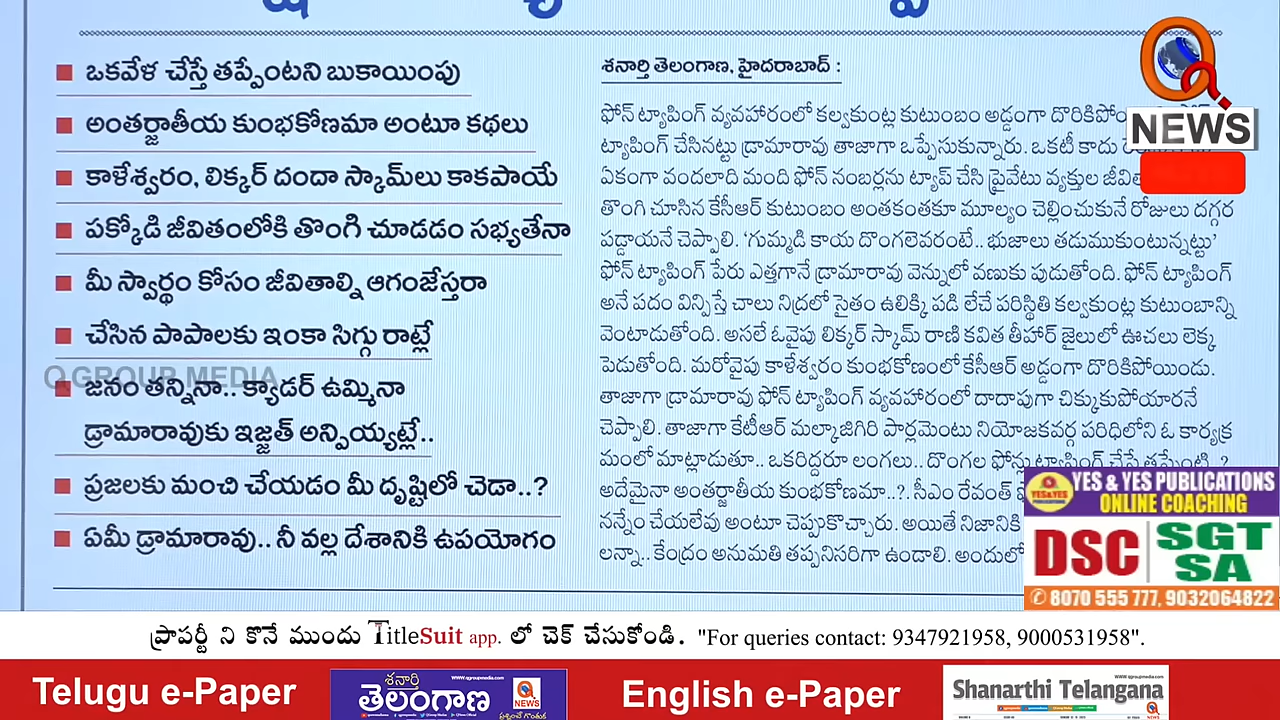 ఒకవేళ చేస్తే తప్పేంటని బుకాయింపు
అంతర్జాతీయ కుంభకోణమా అంటూ కథలు
కాళేశ్వరం, లిక్కర్ దందా స్కామ్‌లు కాకపాయే
పక్కోడి జీవితంలోకి తొంగి చూడడం సభ్యతేనా
మీ స్వార్థం కోసం జీవితాల్ని ఆగంజేస్తరా
చేసిన పాపాలకు ఇంకా సిగ్గు రాట్లే
జనం తన్నినా.. క్యాడర్ ఉమ్మినా
డ్రామారావుకు ఇజ్జత్ అన్పియ్యట్లే..
ప్రజలకు మంచి చేయడం మీ దృష్టిలో చెడా..?
ఏమీ డ్రామారావు.. నీ వల్ల దేశానికి ఉపయోగం
Q GROUP MEDIA
శనార్తి తెలంగాణ, హైదరాబాద్ :
ఫోన్ ట్యాపింగ్ వ్యవహారంలో కల్వకుంట్ల కుటుంబం అడ్డంగా
ట్యాపింగ్ చేసినట్టు డ్రామారావు తాజాగా ఒప్పేసుకున్నారు. ఒకటీ కాదు
ఏకంగా వందలాది మంది ఫోన్ నంబర్లను ట్యాప్ చేసి ప్రైవేటు వ్యక్తుల
తొంగి చూసిన కేసీఆర్ కుటుంబం అంతకంతకూ మూల్యం చెల్లించుకునే రోజులు దగ్గర
పడ్డాయనే చెప్పాలి. ‘గుమ్మడి కాయ దొంగలెవరంటే.. భుజాలు తడుముకుంటున్నట్టు’
ఫోన్ ట్యాపింగ్ పేరు ఎత్తగానే డ్రామారావు వెన్నులో వణుకు పుడుతోంది. ఫోన్ ట్యాపింగ్
అనే పదం విన్పిస్తే చాలు నిద్రలో సైతం ఉలిక్కి పడి లేచే పరిస్థితి కల్వకుంట్ల కుటుంబాన్ని
వెంటాడుతోంది. అసలే ఓవైపు లిక్కర్ స్కామ్ రాణి కవిత తీహార్ జైలులో ఊచలు లెక్క
పెడుతోంది. మరోవైపు కాళేశ్వరం కుంభకోణంలో కేసీఆర్ అడ్డంగా దొరికిపోయిండు.
తాజాగా డ్రామారావు ఫోన్ ట్యాపింగ్ వ్యవహారంలో దాదాపుగా చిక్కుకుపోయారనే
చెప్పాలి. తాజాగా కేటీఆర్ మల్కాజిగిరి పార్లమెంటు నియోజకవర్గ పరిధిలోని ఓ కార్యక్ర
మంలో మాట్లాడుతూ.. ఒకరిద్దరూ లంగలు.. దొంగల ఫోన్లు ట్యాపింగ్ చేస్తే తప్పేంటి..?
అదేమైనా అంతర్జాతీయ కుంభకోణమా..?. సీఎం రేవంత్
నన్నేం చేయలేవు అంటూ చెప్పుకొచ్చారు. అయితే నిజానికి
లన్నా.. కేంద్రం అనుమతి తప్పనిసరిగా ఉండాలి. అందులో
Q
NEWS
YES & YES PUBLICATIONS
ONLINE COACHING
DSC SGT
SA
8070 555 777, 9032064822
ప్రాపర్టీ ని కొనే ముందు TitleSuit app. లో చెక్ చేసుకోండి. "For queries contact: 9347921958, 9000531958".
Telugu e-Paper
శనార్తి
తెలంగాణ
NEWS
English e-Paper
Shanarthi Telangana